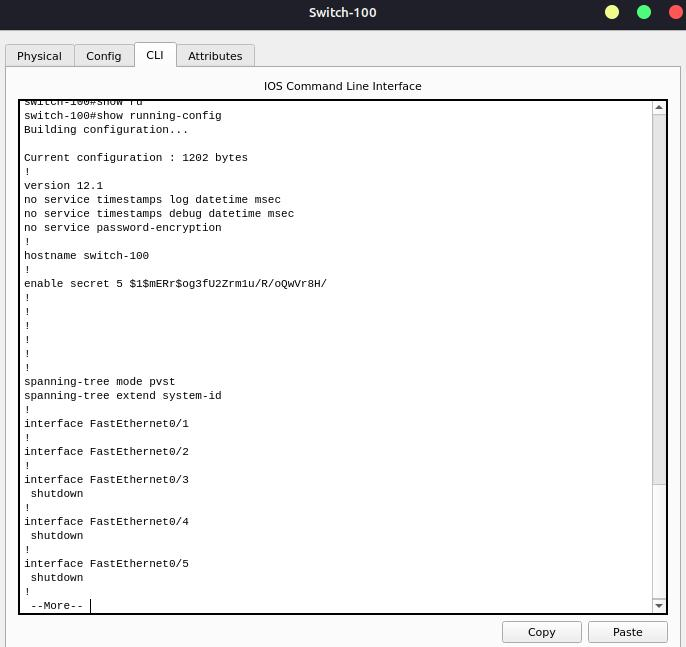 Switch-100
Physical
Config
CLI
Attributes
IOS Command Line Interface
switch-100#show ru
switch-100#show running-config
Building configuration...
Current configuration : 1202 bytes
!
version 12.1
no service timestamps log datetime msec
no service timestamps debug datetime msec
no service password-encryption
!
hostname switch-100
!
enable secret 5 $1$mERr$og3fU2Zrm1u/R/oQwVr8H/
!
!
!
!
!
!
spanning-tree mode pvst
spanning-tree extend system-id
!
interface FastEthernet0/1
!
interface FastEthernet0/2
!
interface FastEthernet0/3
shutdown
!
interface FastEthernet0/4
shutdown
!
interface FastEthernet0/5
shutdown
!
--More--
Copy
Paste